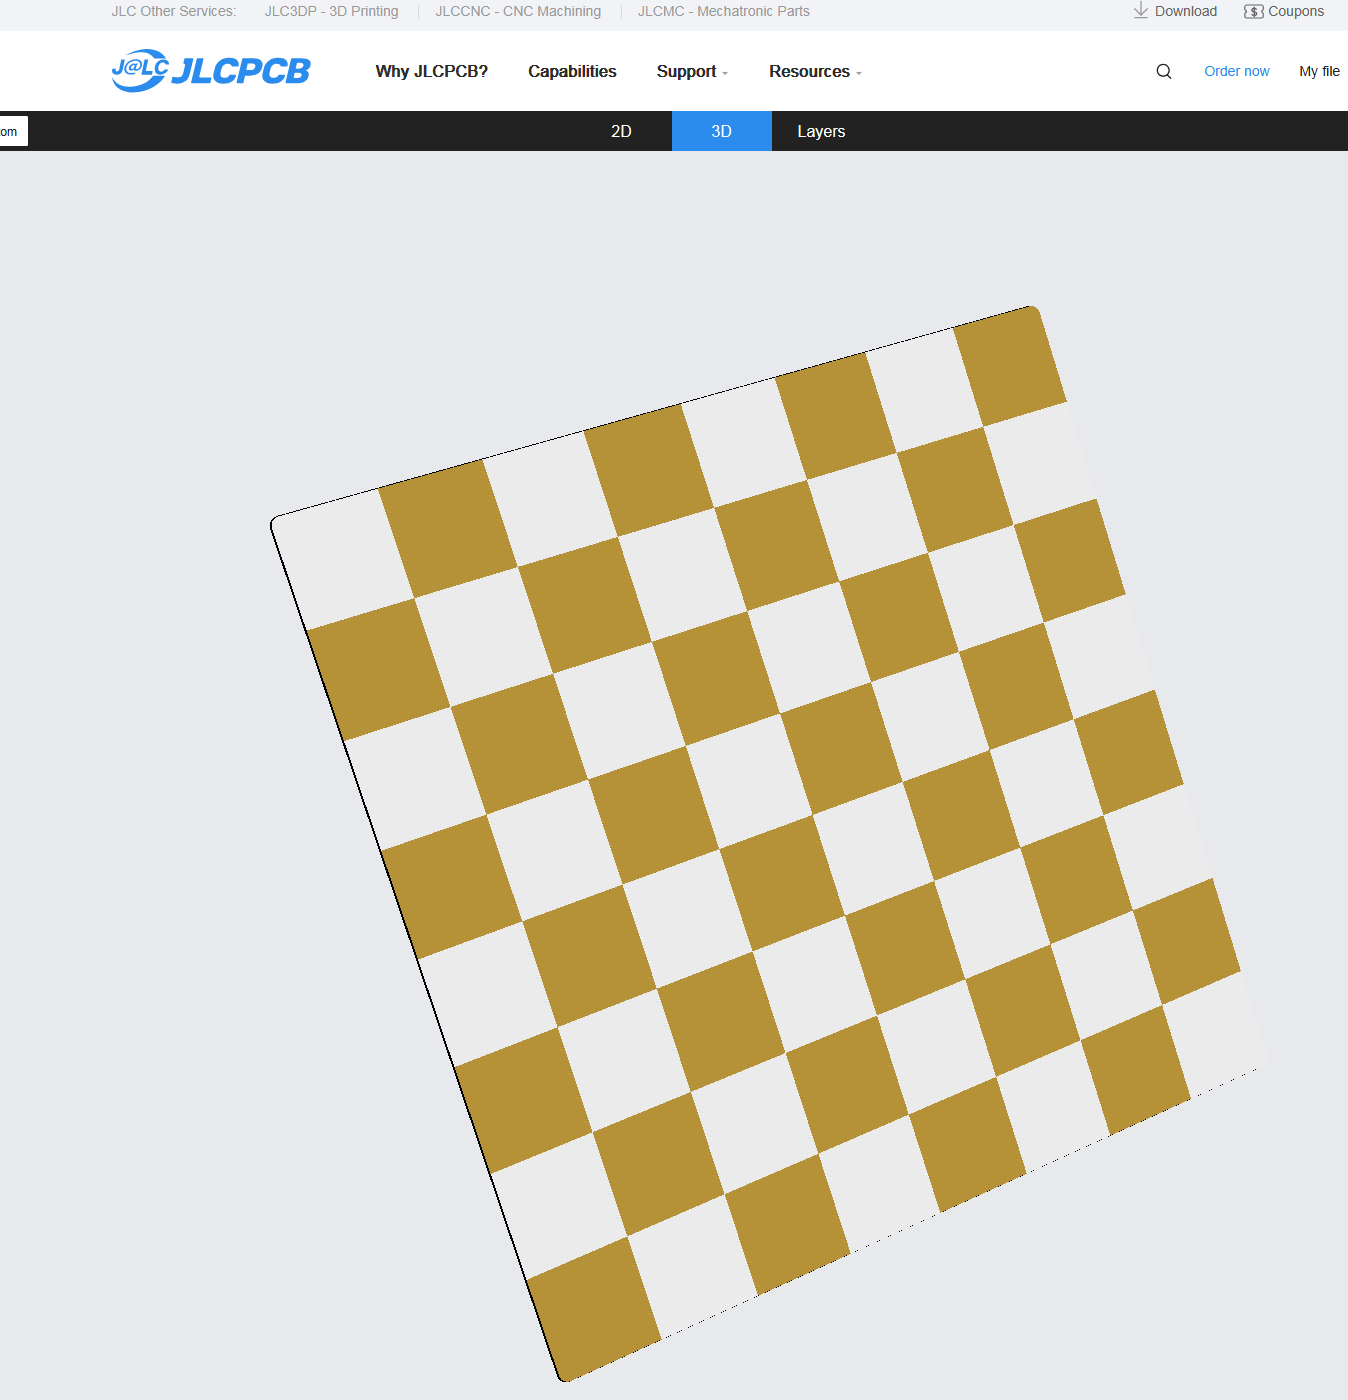 JLC Other Services: JLC3DP - 3D Printing JLCCNC - CNC Machining JLCMC - Mechatronic Parts Download Coupons
J@LC JLCPCB Why JLCPCB? Capabilities Support Resources Order now My file
om 2D 3D Layers